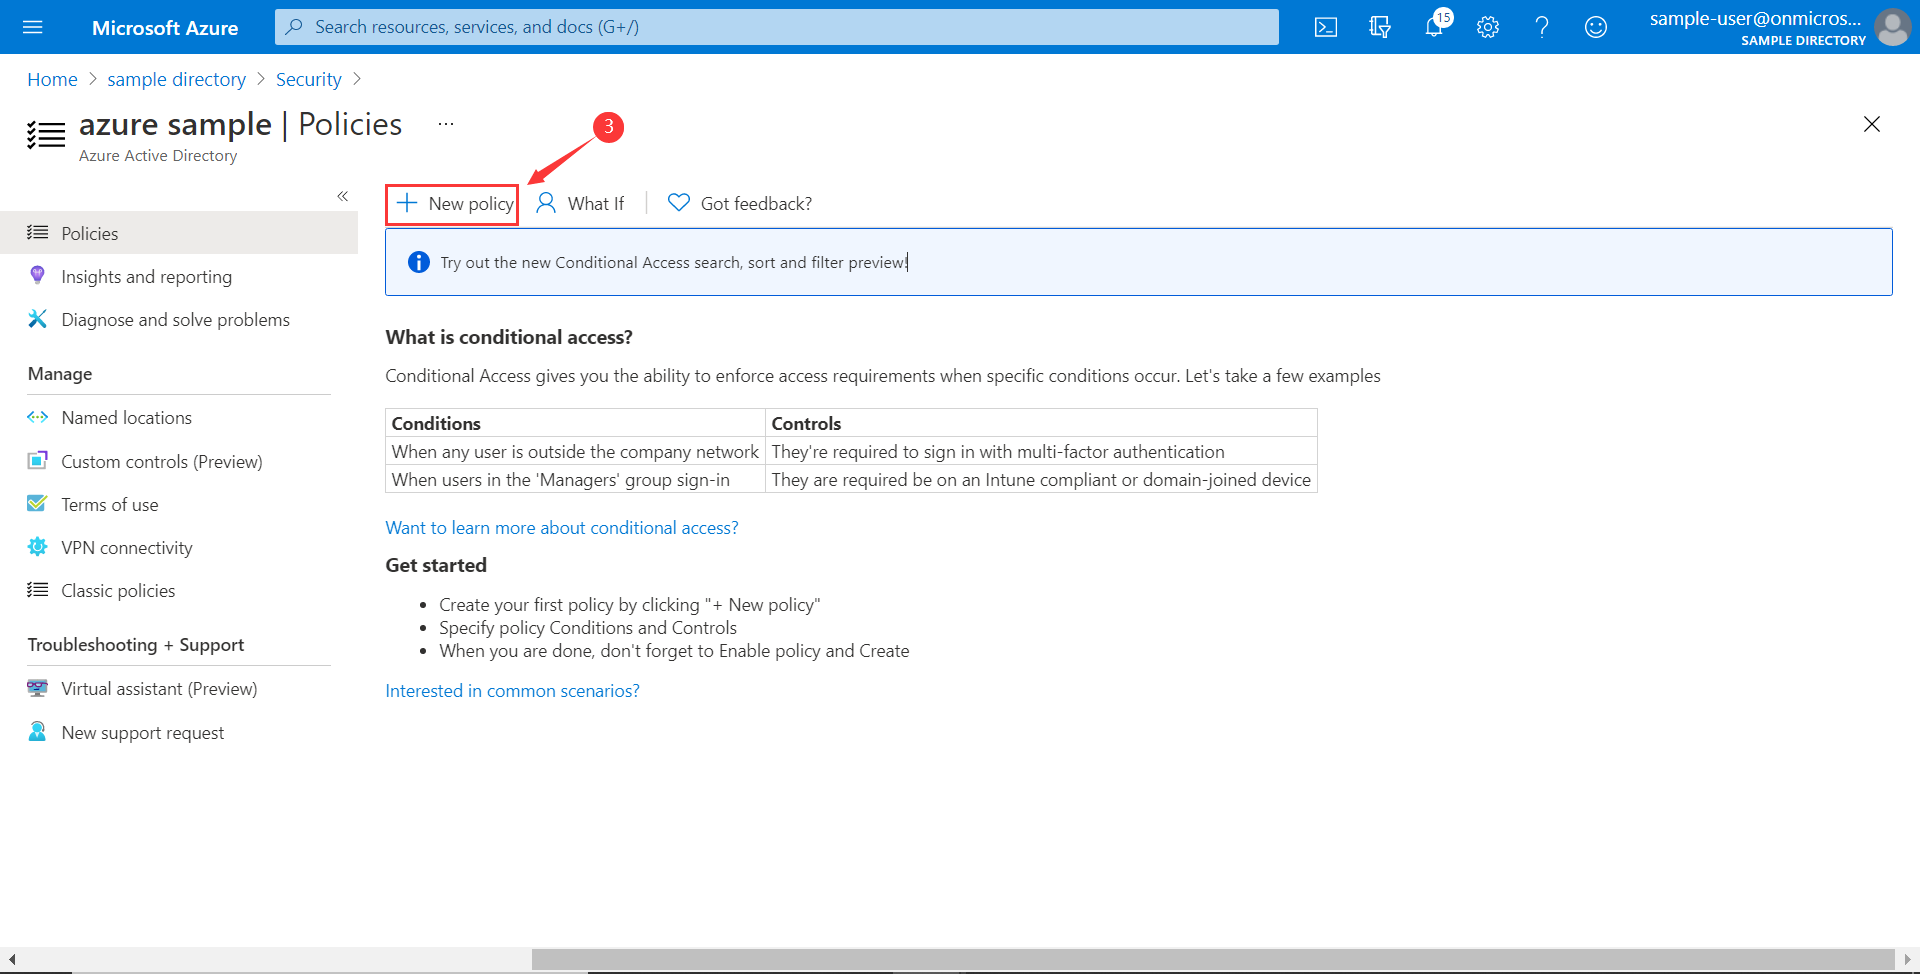 Microsoft Azure
Search resources, services, and docs (G+/)
15
sample-user@onmicros...
SAMPLE DIRECTORY
Home > sample directory > Security >
azure sample | Policies ...
Azure Active Directory
3
«
+ New policy
What If
Got feedback?
Try out the new Conditional Access search, sort and filter preview!
Policies
Insights and reporting
Diagnose and solve problems
Manage
Named locations
Custom controls (Preview)
Terms of use
VPN connectivity
Classic policies
Troubleshooting + Support
Virtual assistant (Preview)
New support request
What is conditional access?
Conditional Access gives you the ability to enforce access requirements when specific conditions occur. Let's take a few examples
Conditions Controls
When any user is outside the company network They're required to sign in with multi-factor authentication
When users in the 'Managers' group sign-in They are required be on an Intune compliant or domain-joined device
Want to learn more about conditional access?
Get started
• Create your first policy by clicking "+ New policy"
• Specify policy Conditions and Controls
• When you are done, don't forget to Enable policy and Create
Interested in common scenarios?